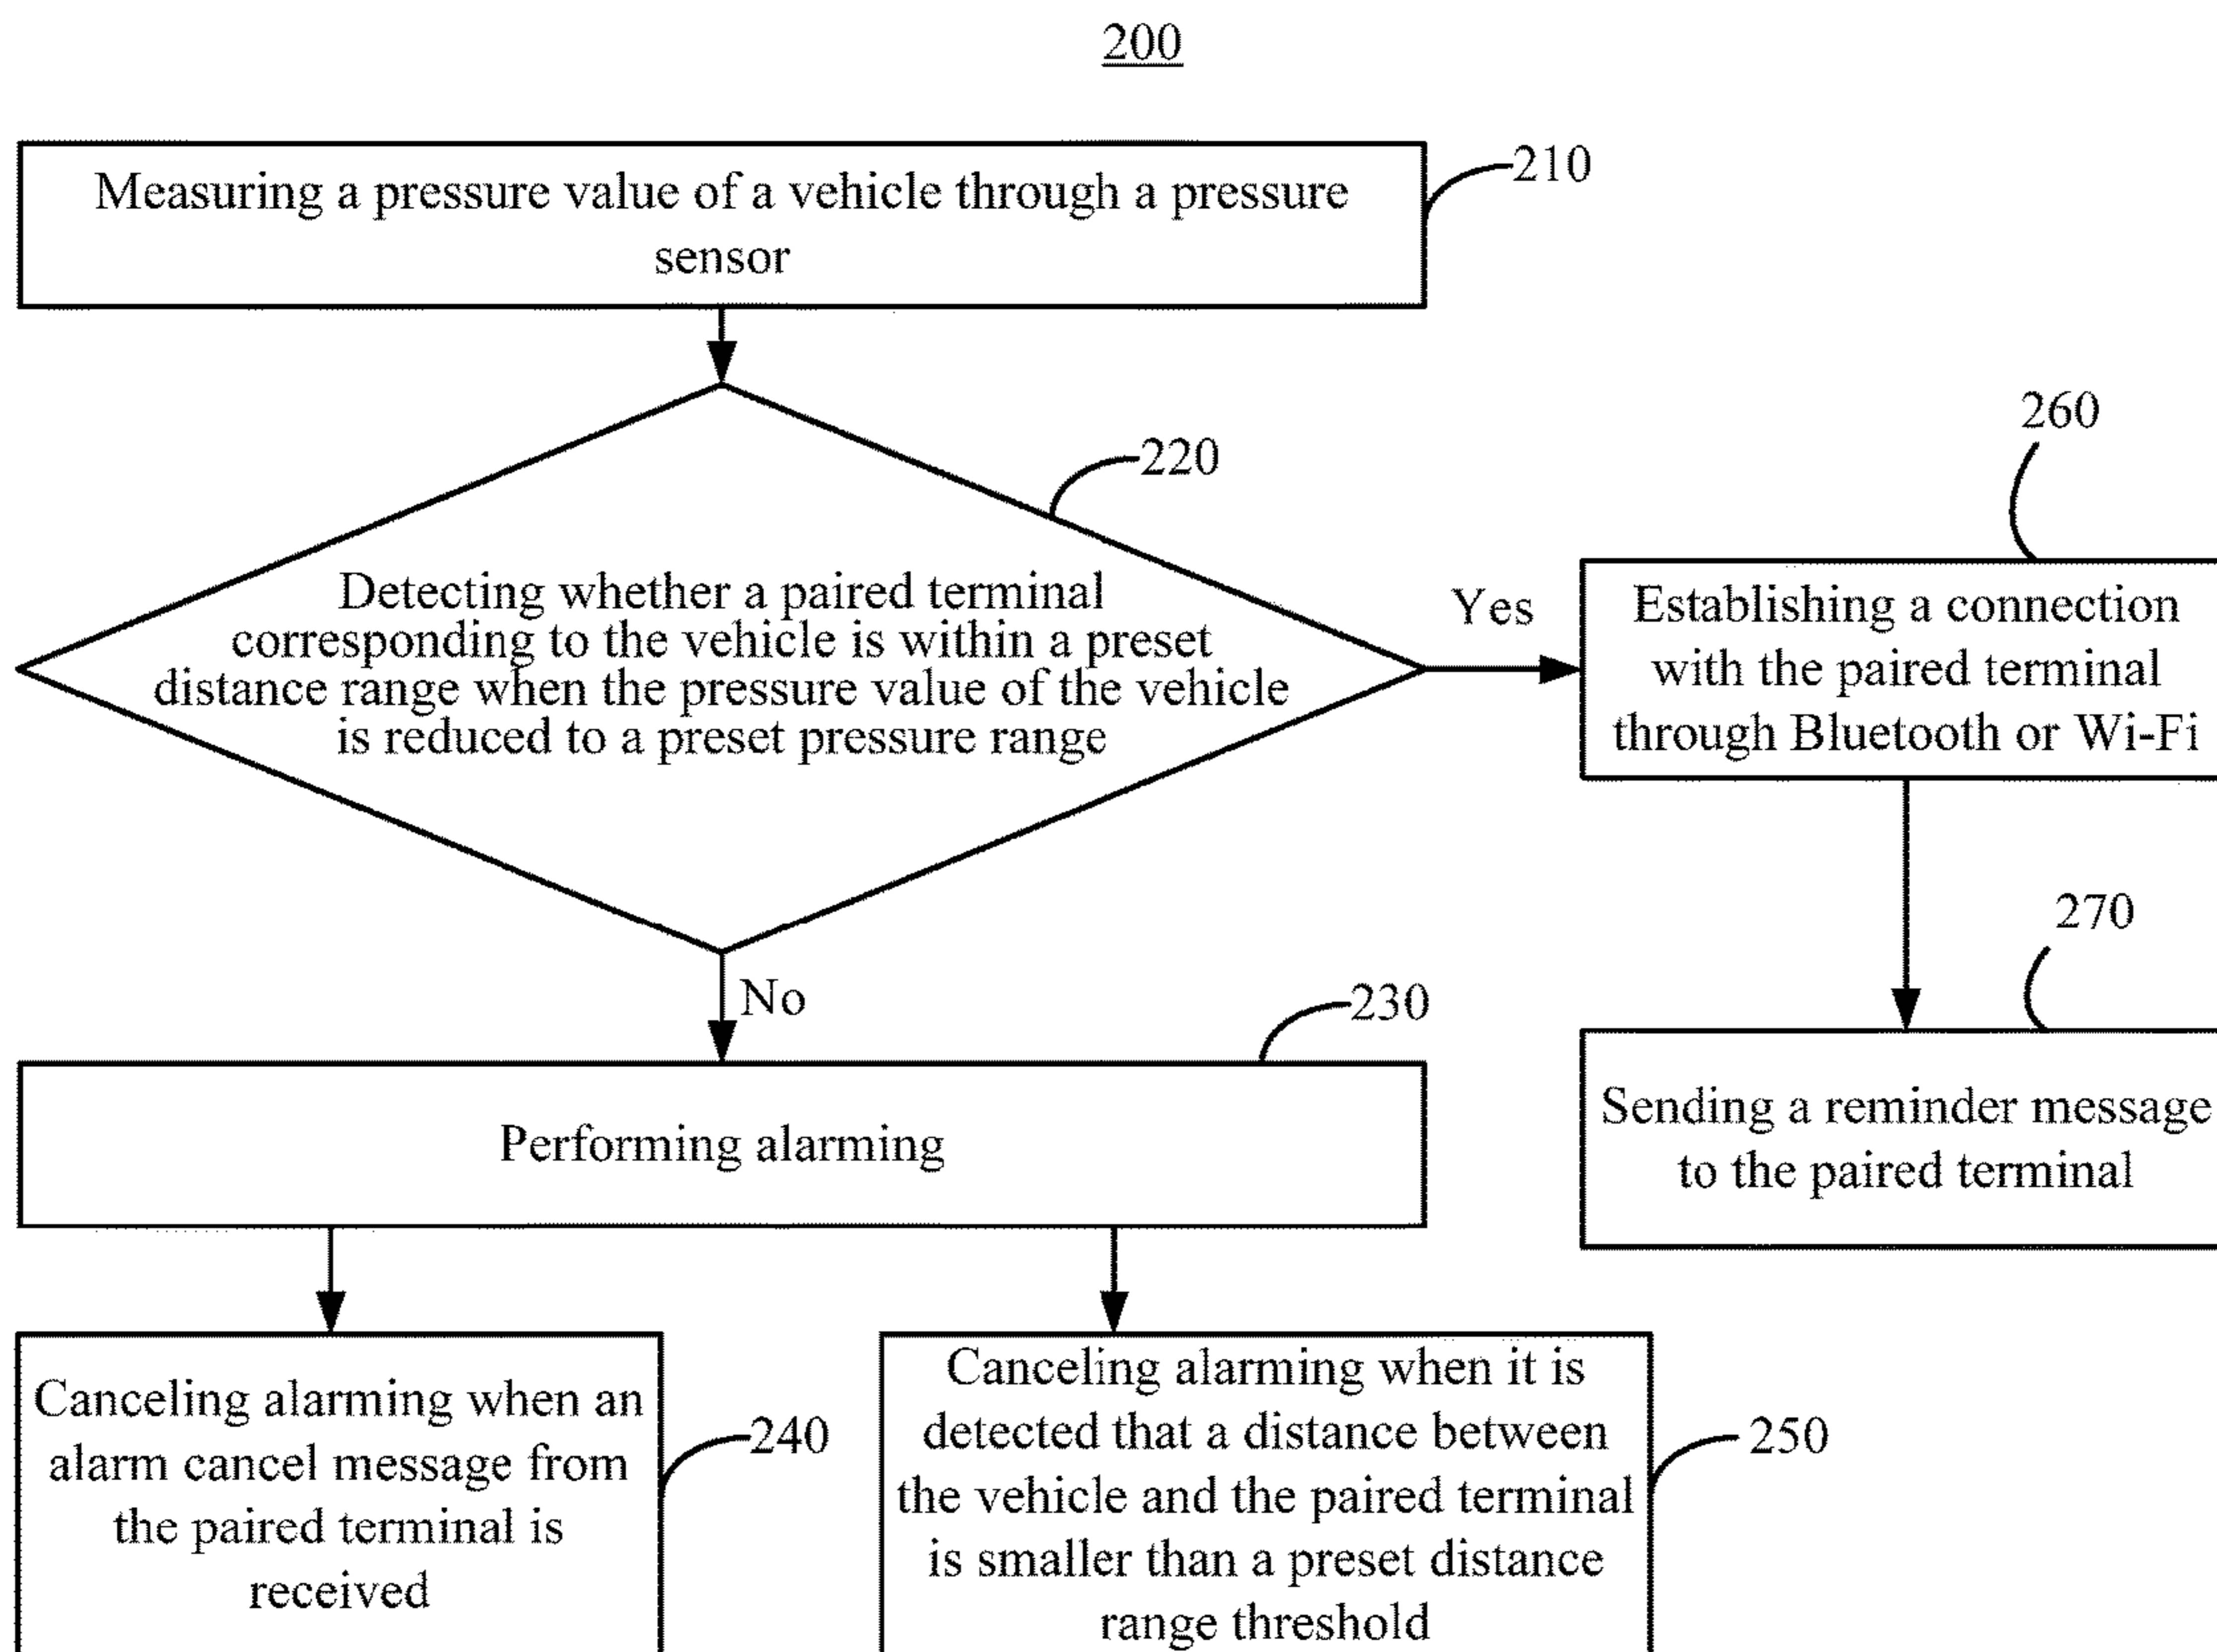 200
Measuring a pressure value of a vehicle through a pressure
sensor
210
220
Detecting whether a paired terminal
corresponding to the vehicle is within a preset
distance range when the pressure value of the vehicle
is reduced to a preset pressure range
Yes
260
Establishing a connection
with the paired terminal
through Bluetooth or Wi-Fi
270
Sending a reminder message
to the paired terminal
No
230
Performing alarming
Canceling alarming when an
alarm cancel message from
the paired terminal is
received
240
Canceling alarming when it is
detected that a distance between
the vehicle and the paired terminal
is smaller than a preset distance
range threshold
250